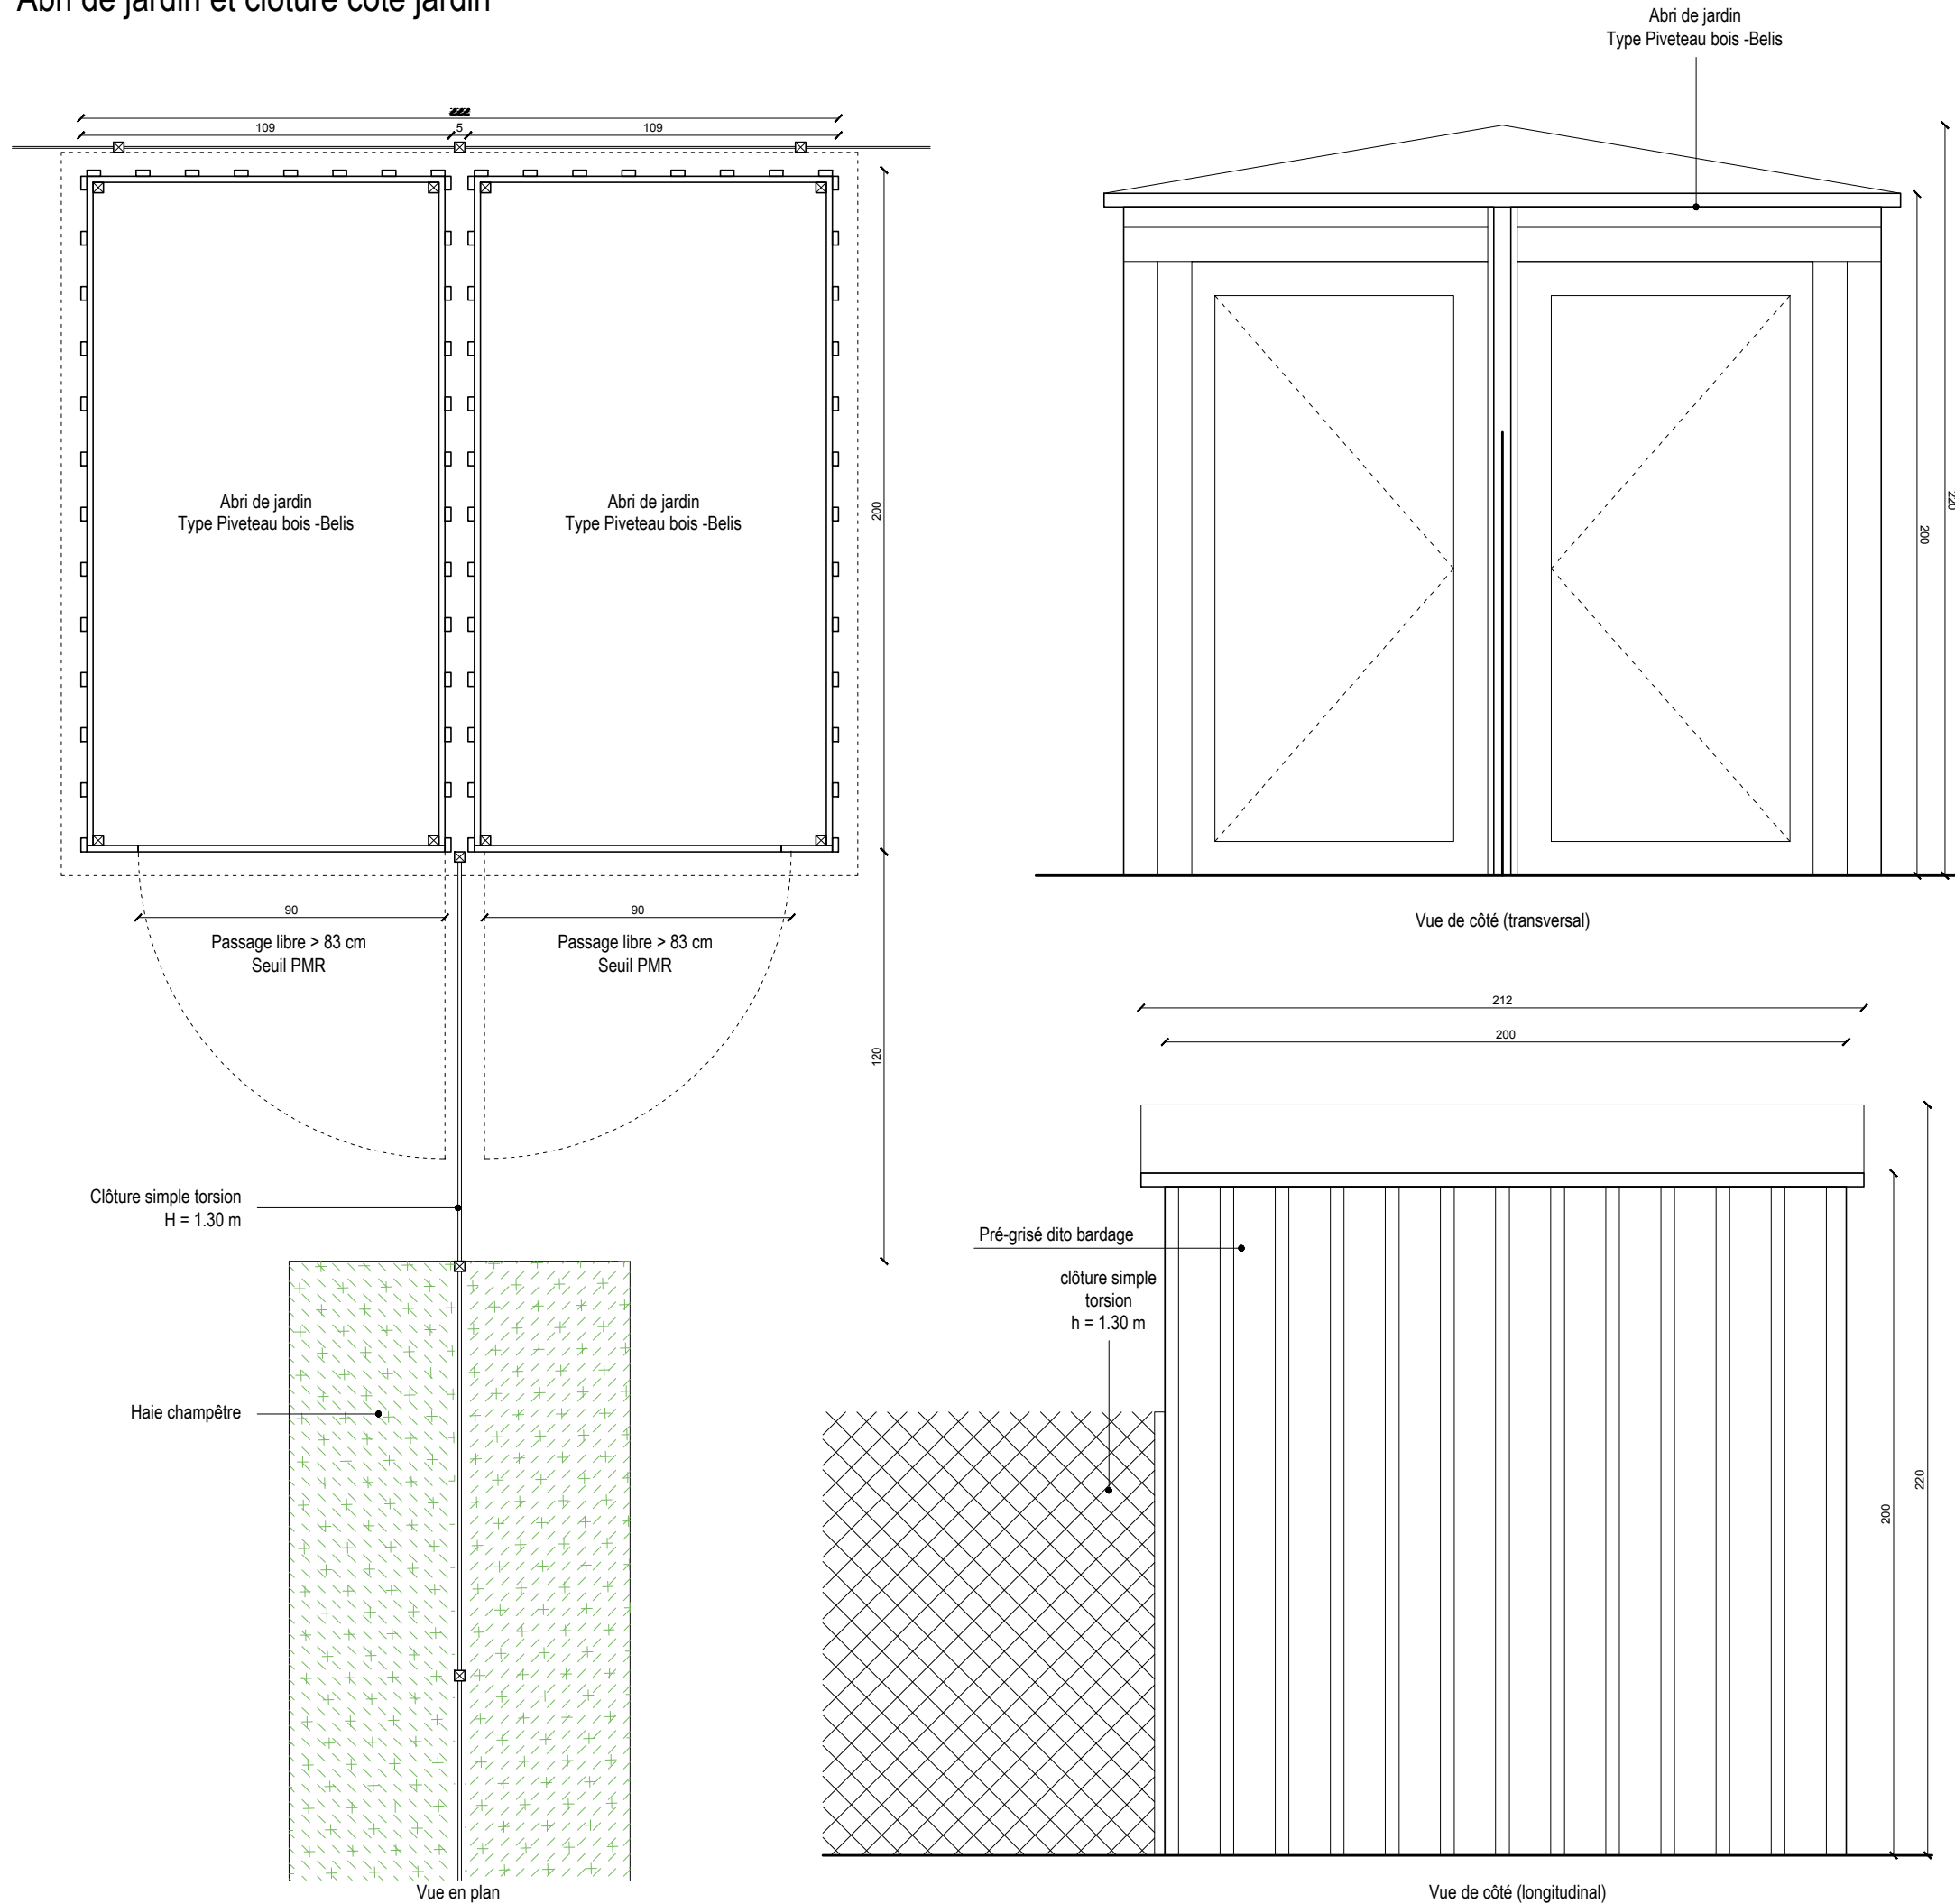 Abri de jardin et clôture côté jardin
109
5
109
Abri de jardin
Type Piveteau bois -Belis
Abri de jardin
Type Piveteau bois -Belis
200
90
90
Passage libre > 83 cm
Seuil PMR
Passage libre > 83 cm
Seuil PMR
120
Clôture simple torsion
H = 1.30 m
Haie champêtre
Vue en plan
Abri de jardin
Type Piveteau bois -Belis
200
220
Vue de côté (transversal)
212
200
Pré-grisé dito bardage
clôture simple
torsion
h = 1.30 m
200
220
Vue de côté (longitudinal)